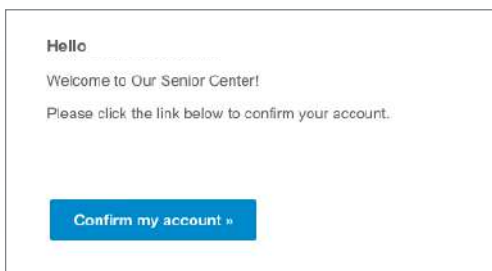 Hello
Welcome to Our Senior Center!
Please click the link below to confirm your account.
Confirm my account »